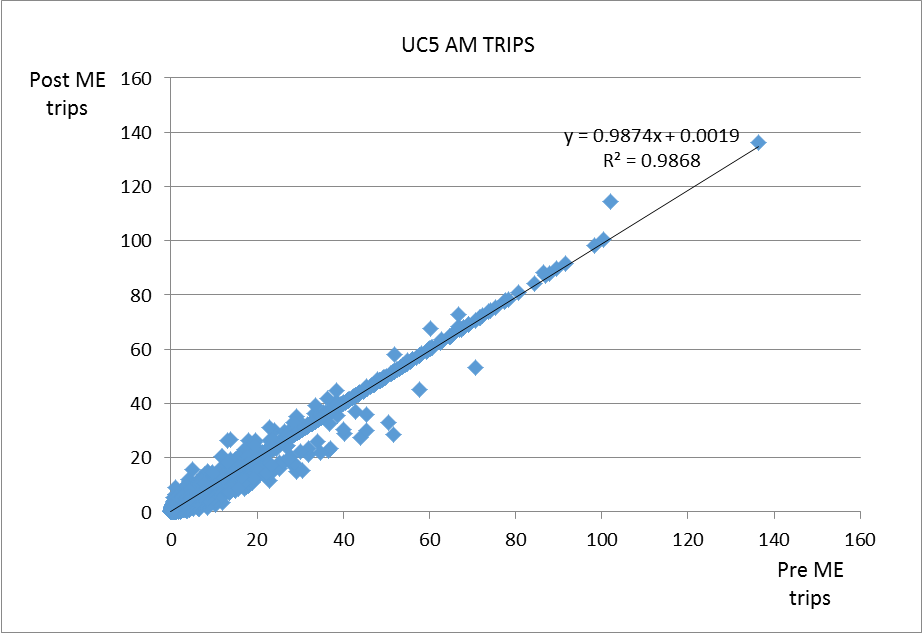 UC5 AM TRIPS
Post ME
trips
160
140
120
100
80
60
40
20
0
y = 0.9874x + 0.0019
R² = 0.9868
0 20 40 60 80 100 120 140 160
Pre ME
trips